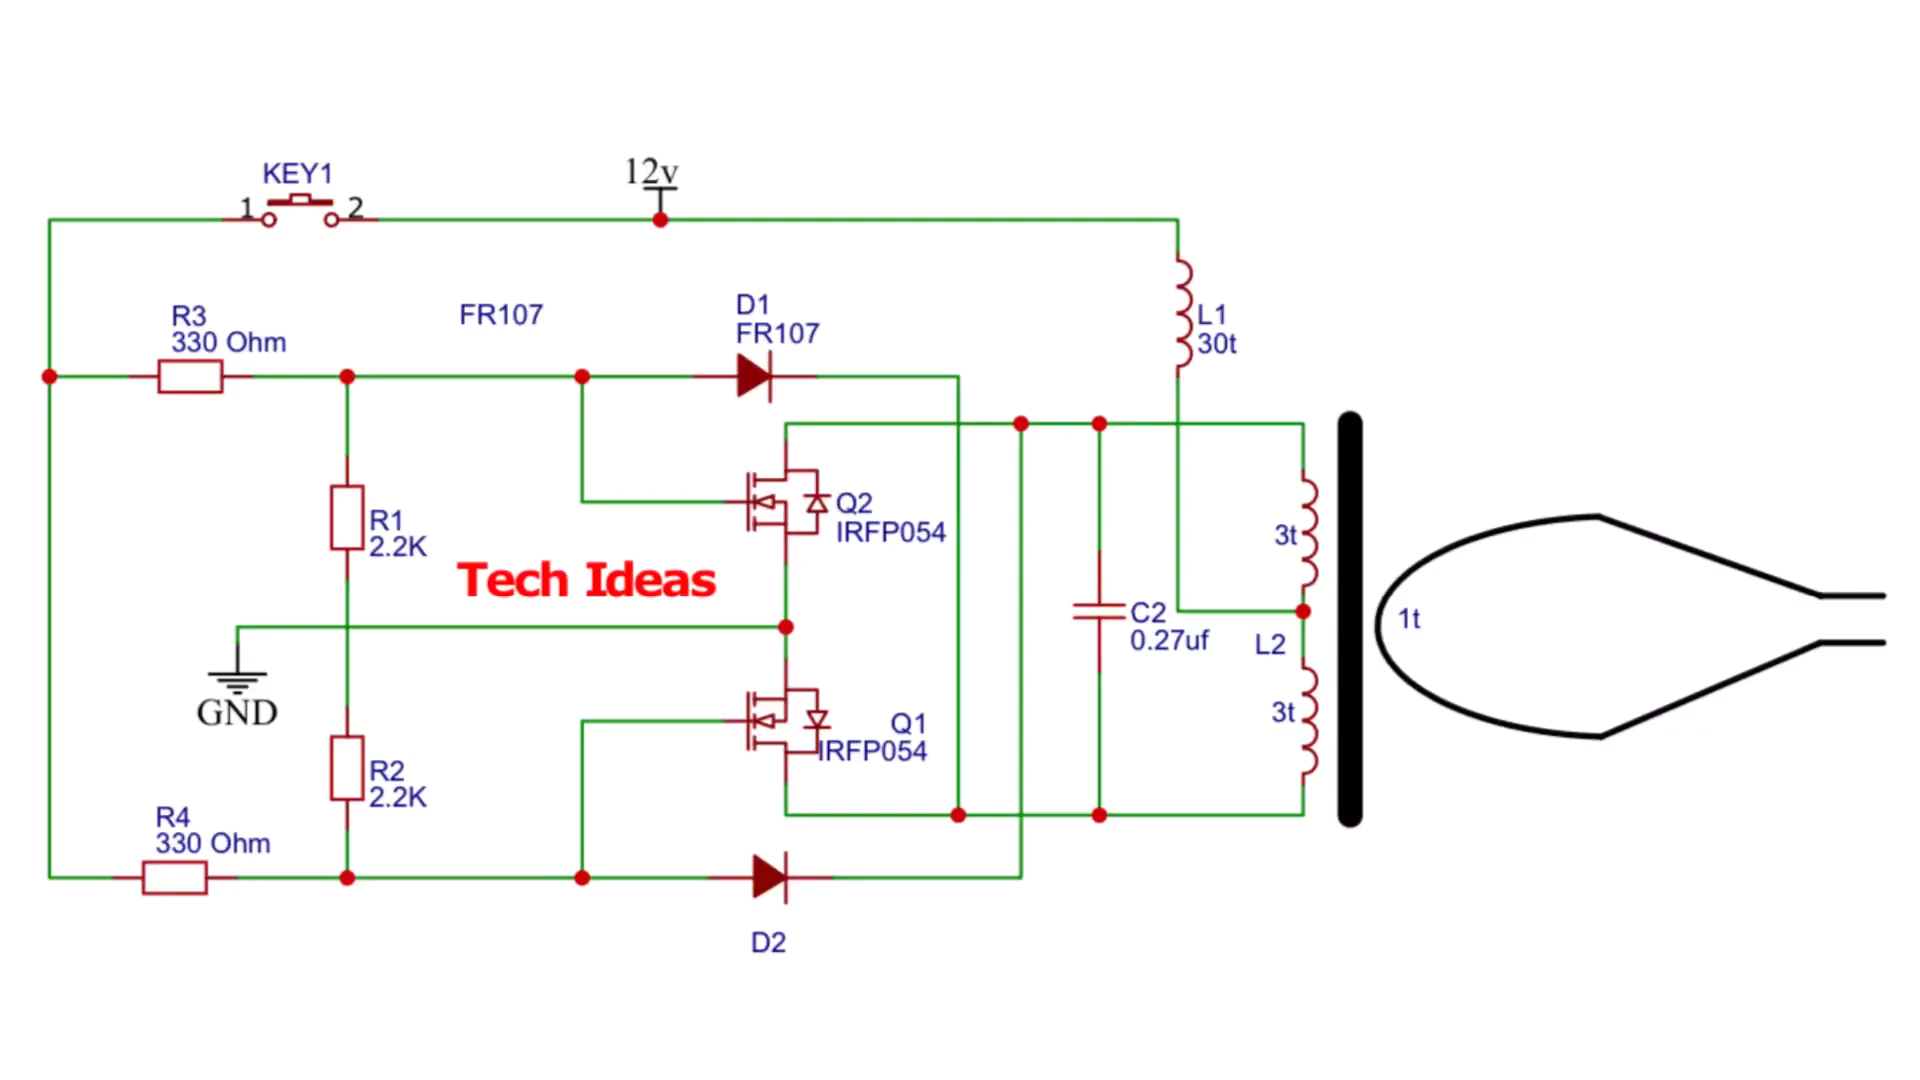 KEY1
1
2
12v
R3
330 Ohm
FR107
D1
FR107
L1
30t
R1
2.2K
Tech Ideas
Q2
IRFP054
3t
C2
0.27uf
L2
1t
GND
Q1
IRFP054
3t
R2
2.2K
R4
330 Ohm
D2